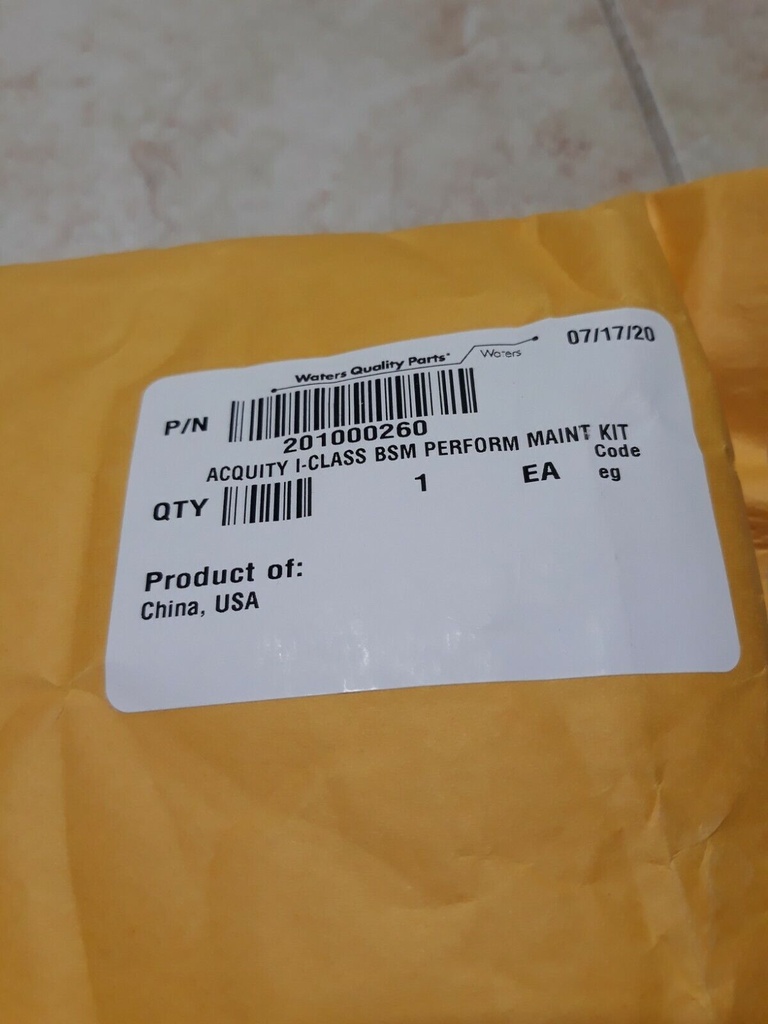 07/17/20
Waters Quality Parts® Waters
P/N
201000260
ACQUITY I-CLASS BSM PERFORM MAINT KIT
QTY 1 EA Code
eg
Product of:
China, USA